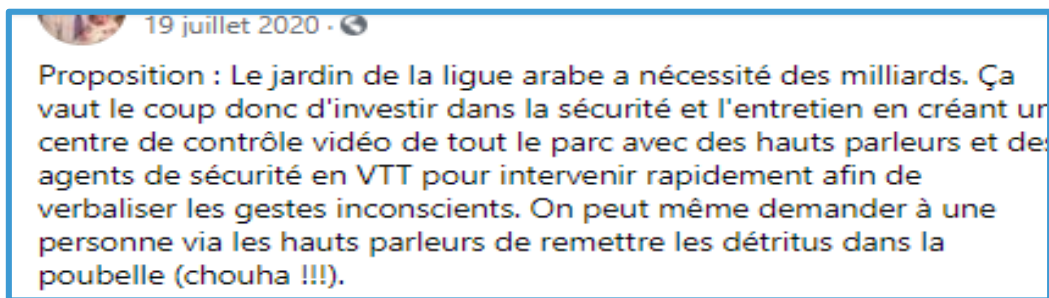 19 juillet 2020 ·
Proposition : Le jardin de la ligue arabe a nécessité des milliards. Ça
vaut le coup donc d'investir dans la sécurité et l'entretien en créant un
centre de contrôle vidéo de tout le parc avec des hauts parleurs et des
agents de sécurité en VTT pour intervenir rapidement afin de
verbaliser les gestes inconscients. On peut même demander à une
personne via les hauts parleurs de remettre les détritus dans la
poubelle (chouha !!!).